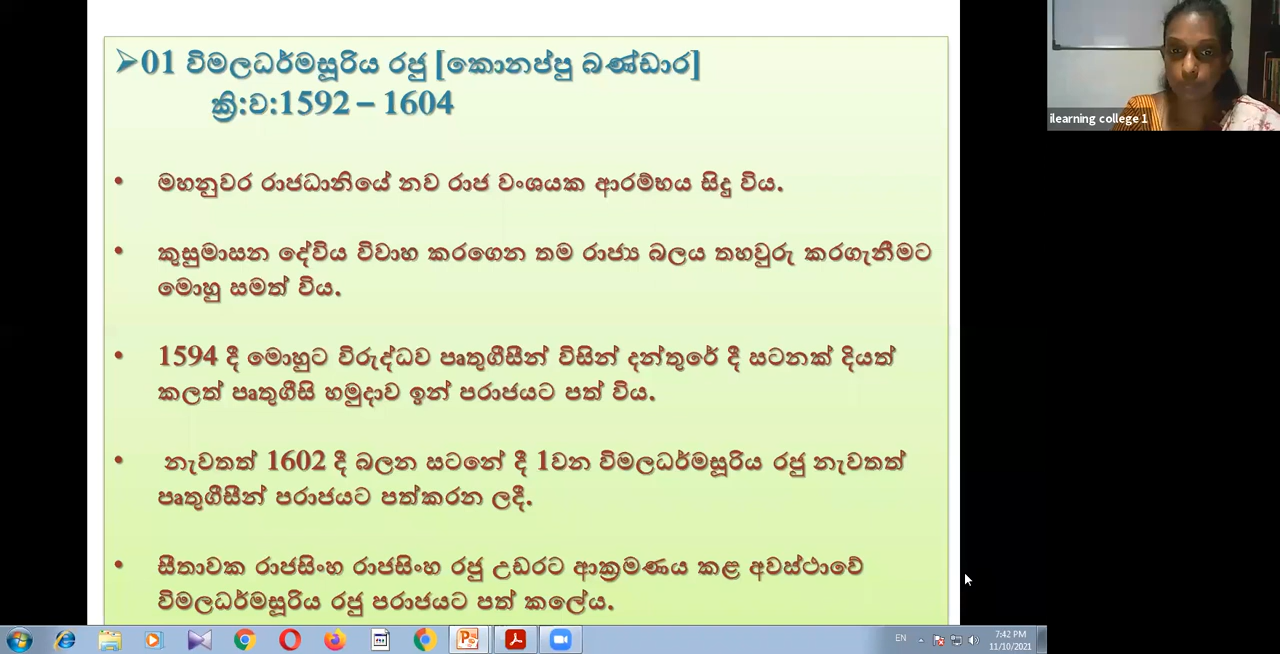 ➢01 විමලධර්මසූරිය රජු [කොනප්පු බණ්ඩාර]
ක්‍රි:ව:1592 – 1604
• මහනුවර රාජධානියේ නව රාජ වංශයක ආරම්භය සිදු විය.
• කුසුමාසන දේවිය විවාහ කරගෙන තම රාජ්‍ය බලය තහවුරු කරගැනීමට
මොහු සමත් විය.
• 1594 දී මොහුට විරුද්ධව පෘතුගීසීන් විසින් දන්තුරේ දී සටනක් දියත්
කලත් පෘතුගීසි හමුදාව ඉන් පරාජයට පත් විය.
• නැවතත් 1602 දී බලන සටනේ දී 1වන විමලධර්මසූරිය රජු නැවතත්
පෘතුගීසීන් පරාජයට පත්කරන ලදී.
• සීතාවක රාජසිංහ රාජසිංහ රජු උඩරට ආක්‍රමණය කළ අවස්ථාවේ
විමලධර්මසූරිය රජු පරාජයට පත් කලේය.
ilearning college 1
EN
7:42 PM
11/10/2021